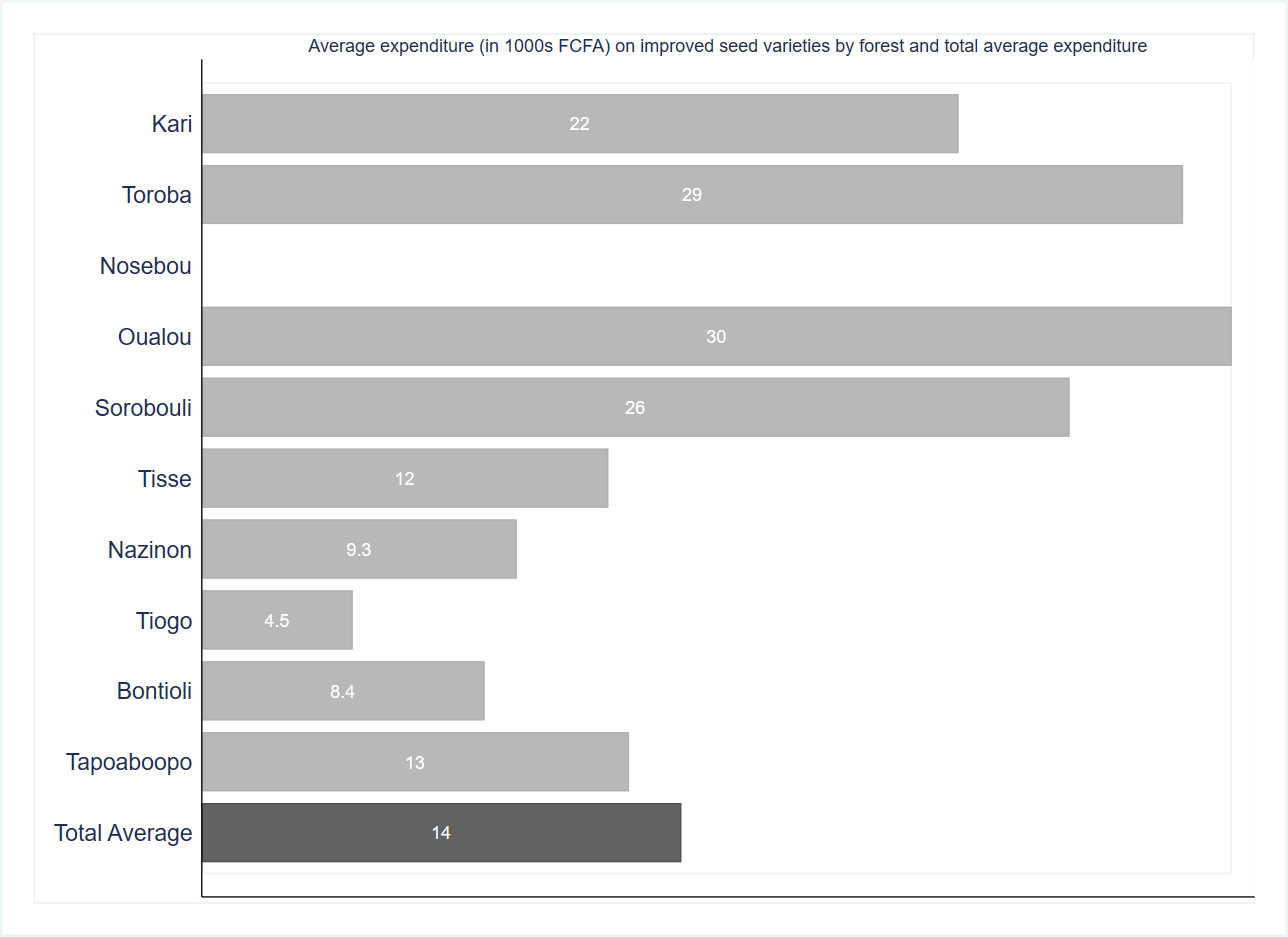 Average expenditure (in 1000s FCFA) on improved seed varieties by forest and total average expenditure
Kari 22
Toroba 29
Nosebou
Oualou 30
Sorobouli 26
Tisse 12
Nazinon 9.3
Tiogo 4.5
Bontioli 8.4
Tapoaboopo 13
Total Average 14